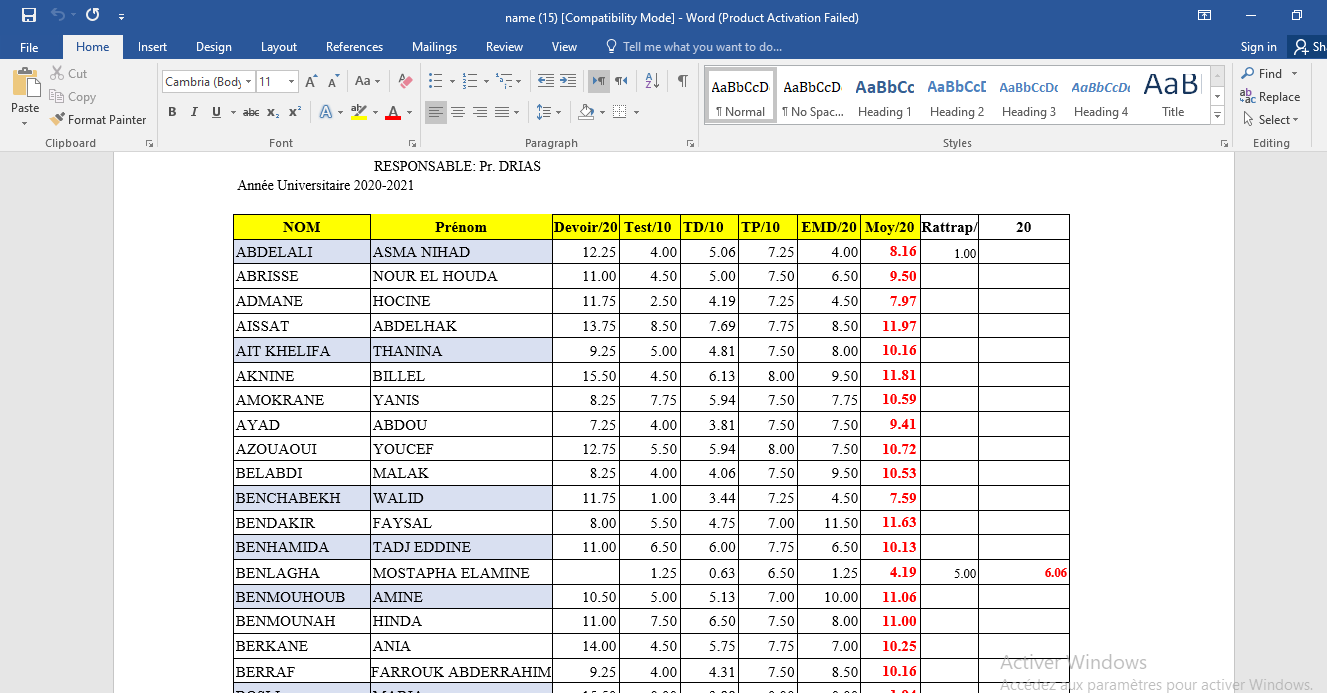 name (15) [Compatibility Mode] - Word (Product Activation Failed)
File Home Insert Design Layout References Mailings Review View Tell me what you want to do... Sign in Sh
Paste Cut Copy Format Painter
Clipboard
Cambria (Body 11
Font
Paragraph
AaBbCcD AaBbCcD AaBbCc AaBbCcD AaBbCcDc AaBbCcDc AaB
¶ Normal ¶ No Spac... Heading 1 Heading 2 Heading 3 Heading 4 Title
Styles
Find
Replace
Select
Editing
RESPONSABLE: Pr. DRIAS
Année Universitaire 2020-2021
NOM Prénom Devoir/20 Test/10 TD/10 TP/10 EMD/20 Moy/20 Rattrap/ 20
ABDELALI ASMA NIHAD 12.25 4.00 5.06 7.25 4.00 8.16 1.00
ABRISSE NOUR EL HOUDA 11.00 4.50 5.00 7.50 6.50 9.50
ADMANE HOCINE 11.75 2.50 4.19 7.25 4.50 7.97
AISSAT ABDELHAK 13.75 8.50 7.69 7.75 8.50 11.97
AIT KHELIFA THANINA 9.25 5.00 4.81 7.50 8.00 10.16
AKNINE BILLEL 15.50 4.50 6.13 8.00 9.50 11.81
AMOKRANE YANIS 8.25 7.75 5.94 7.50 7.75 10.59
AYAD ABDOU 7.25 4.00 3.81 7.50 7.50 9.41
AZOUAOUI YOUCEF 12.75 5.50 5.94 8.00 7.50 10.72
BELABDI MALAK 8.25 4.00 4.06 7.50 9.50 10.53
BENCHABEKH WALID 11.75 1.00 3.44 7.25 4.50 7.59
BENDAKIR FAYSAL 8.00 5.50 4.75 7.00 11.50 11.63
BENHAMIDA TADJ EDDINE 11.00 6.50 6.00 7.75 6.50 10.13
BENLAGHA MOSTAPHA ELAMINE 1.25 0.63 6.50 1.25 4.19 5.00 6.06
BENMOUHOUB AMINE 10.50 5.00 5.13 7.00 10.00 11.06
BENMOUNAH HINDA 11.00 7.50 6.50 7.50 8.00 11.00
BERKANE ANIA 14.00 4.50 5.75 7.75 7.00 10.25
BERRAF FARROUK ABDERRAHIM 9.25 4.00 4.31 7.50 8.50 10.16
Activer Windows
Accédez aux paramètres pour activer Windows.